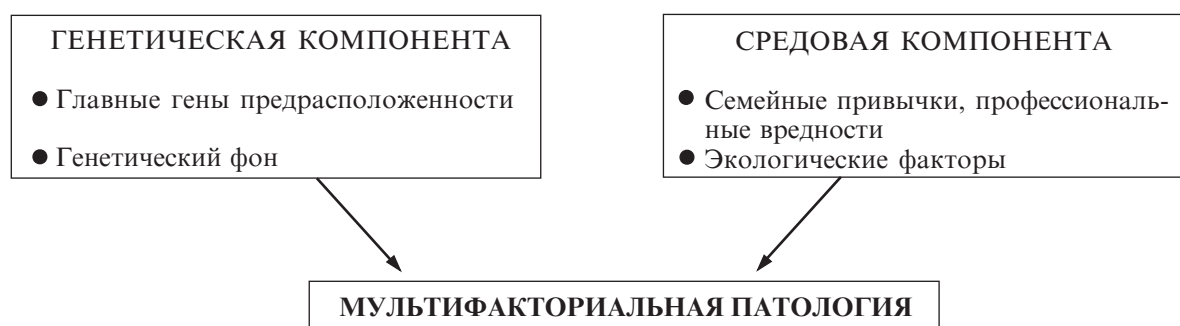 ГЕНЕТИЧЕСКАЯ КОМПОНЕНТА
● Главные гены предрасположенности
● Генетический фон
СРЕДОВАЯ КОМПОНЕНТА
● Семейные привычки, профессиональ-
ные вредности
● Экологические факторы
МУЛЬТИФАКТОРИАЛЬНАЯ ПАТОЛОГИЯ